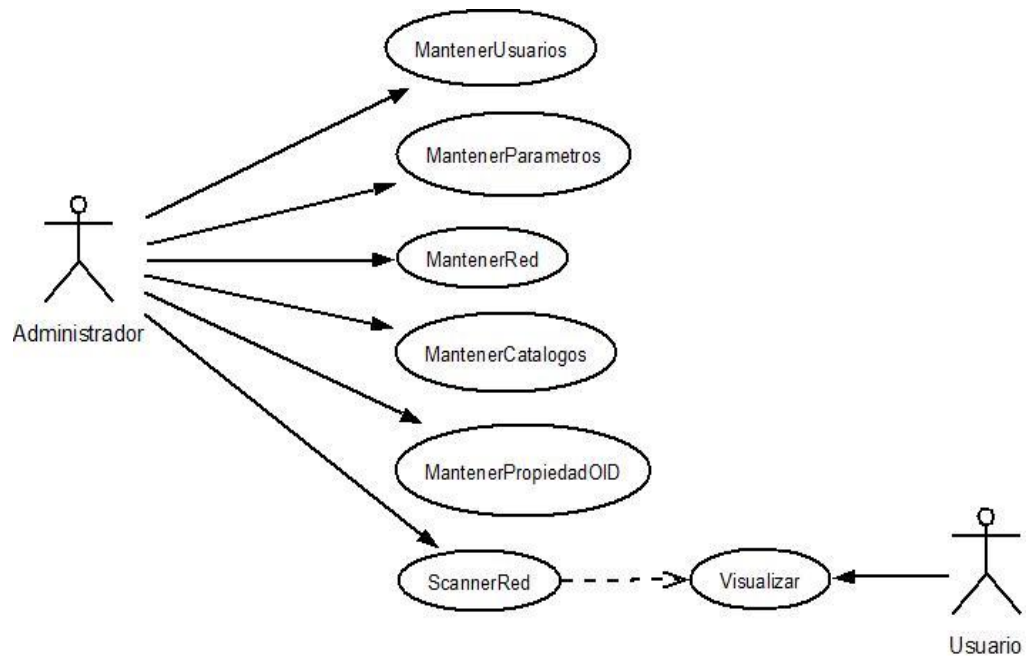 MantenerUsuarios
MantenerParametros
MantenerRed
Administrador
MantenerCatalogos
MantenerPropiedadOID
ScannerRed
Visualizar
Usuario